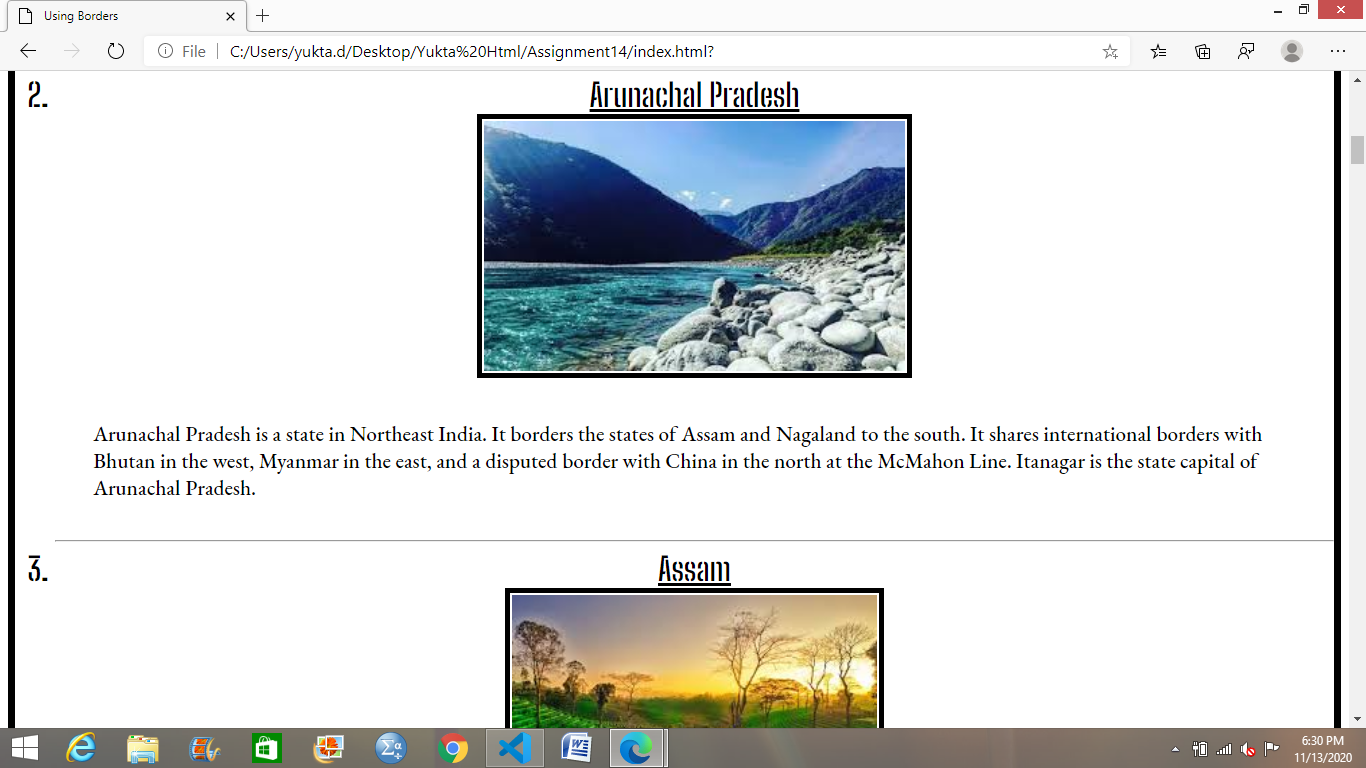 Using Borders
File
C:/Users/yukta.d/Desktop/Yukta%20Html/Assignment14/index.html?
2.
Arunachal Pradesh
Arunachal Pradesh is a state in Northeast India. It borders the states of Assam and Nagaland to the south. It shares international borders with
Bhutan in the west, Myanmar in the east, and a disputed border with China in the north at the McMahon Line. Itanagar is the state capital of
Arunachal Pradesh.
3.
Assam
6:30 PM
11/13/2020